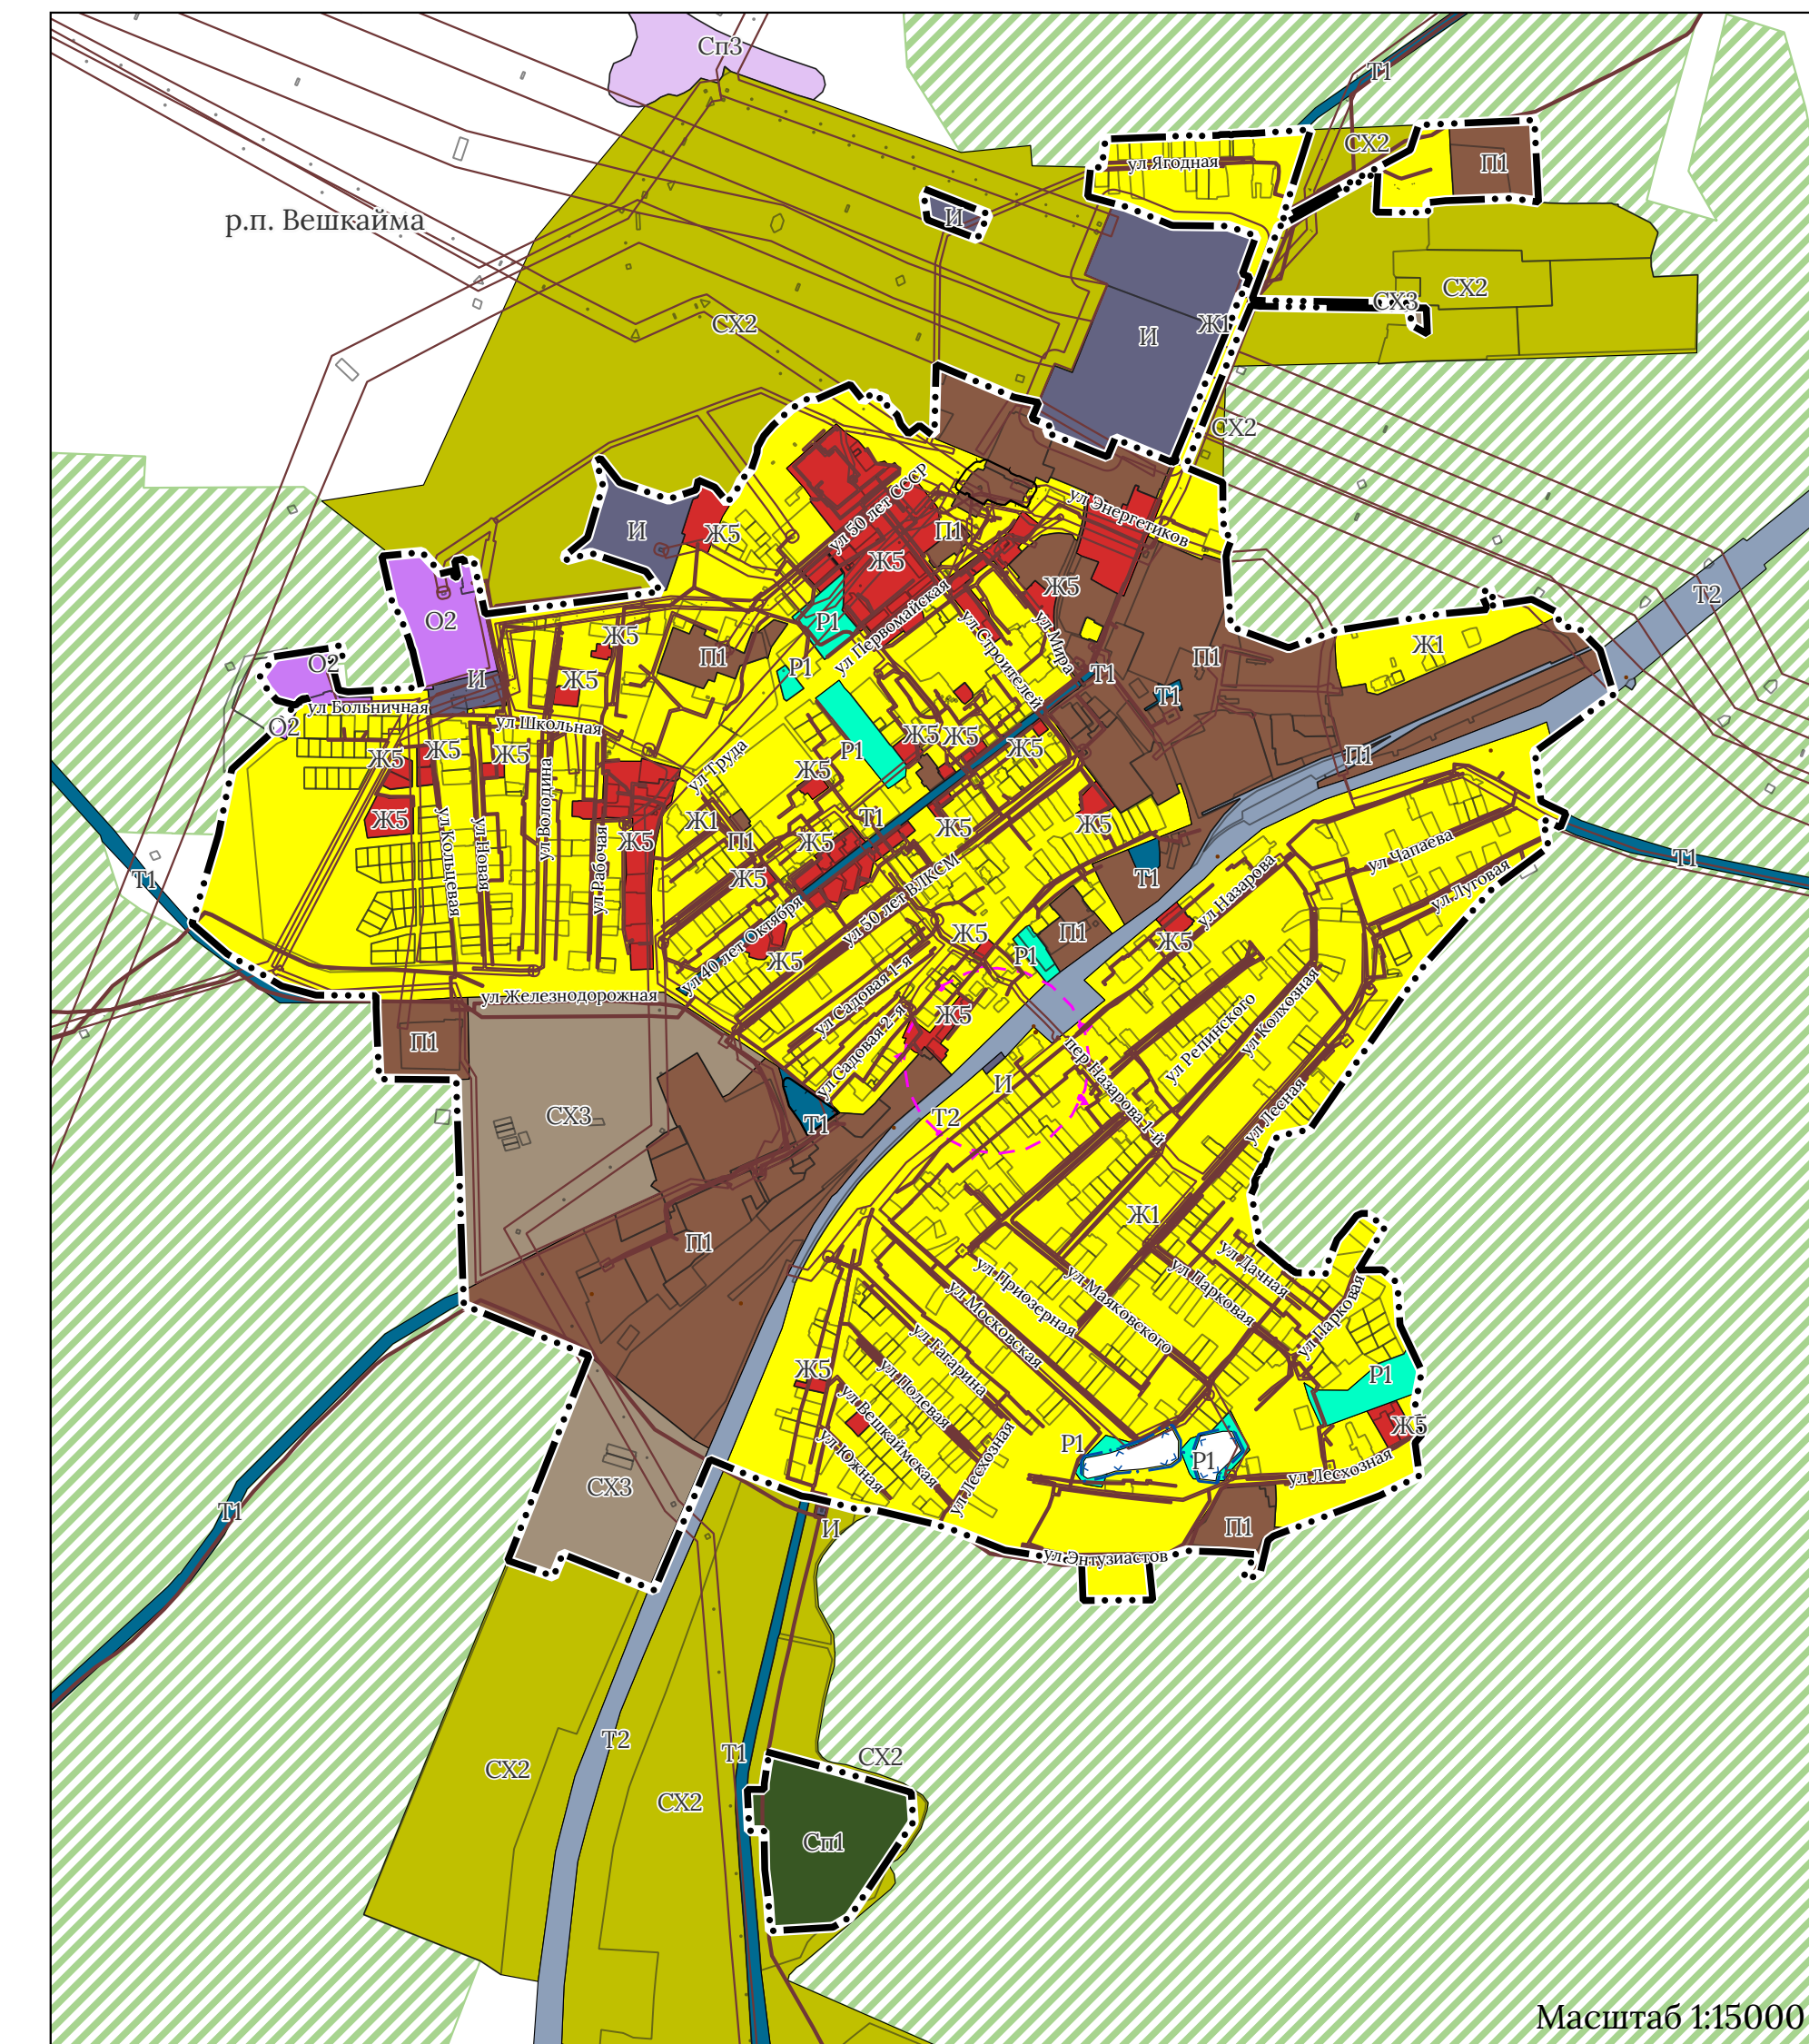 Сп3
Т1
СХ2
П1
ул Ягодная
И
р.п. Вешкайма
СХ2
СХ3
СХ2
Ж1
И
СХ2
ул 50 лет СССР
ул Энергетиков
И
Ж5
П1
Ж5
Ж5
Т2
О2
Р1
ул Первомайская
ул Строителей
ул Мира
Ж5
О2
П1
Р1
Т1
П1
Ж1
И
Ж5
Т1
ул Больничная
О2
ул Школьная
Ж5
Ж5
Ж5
Р1
Ж5
Ж5
Ж5
П1
ул Труда
Ж5
Ж5
ул Кольцевая
ул Новая
ул Володина
ул Рабочая
Ж5
Ж1
П1
Ж5
Т1
Ж5
Ж5
Т1
Ж5
ул 50 лет ВЛКСМ
Т1
ул Назарова
ул Чапаева
ул Луговая
Т1
ул 40 лет Октября
Ж5
Ж5
Р1
П1
Ж5
ул Железнодорожная
ул Садовая 1-я
ул Садовая 2-я
Ж5
ул Репинского
ул Колхозная
П1
пер Назарова 1-й
И
СХ3
Т1
Т2
ул Лесная
П1
Ж1
ул Приозерная
ул Маяковского
ул Парковая
ул Дачная
ул Парковая
ул Московская
ул Гагарина
ул Полевая
Ж5
Р1
ул Вешкаймская
ул Южная
ул Лесхозная
Р1
Р1
Ж5
ул Лесхозная
СХ3
Т1
И
П1
ул Энтузиастов
Т2
Т1
СХ2
СХ2
СХ2
Сп1
Масштаб 1:15000